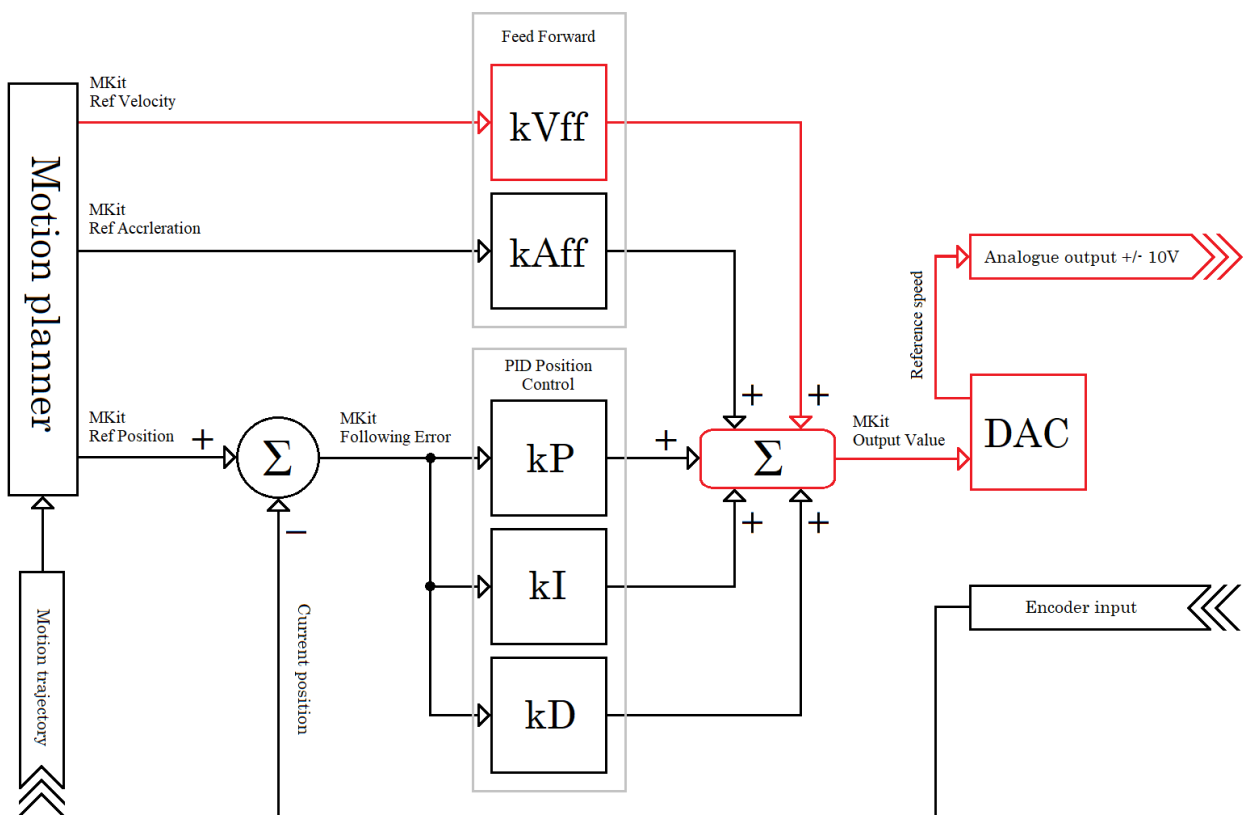 Feed Forward
MKit
Ref Velocity
kVff
Motion planner
MKit
Ref Accrleration
kAff
Analogue output +/- 10V
Reference speed
PID Position
Control
MKit
Ref Position
+
Σ
−
MKit
Following Error
kP
+
+
+
Σ
+
+
MKit
Output Value
DAC
kI
kD
Motion trajectory
Current position
Encoder input